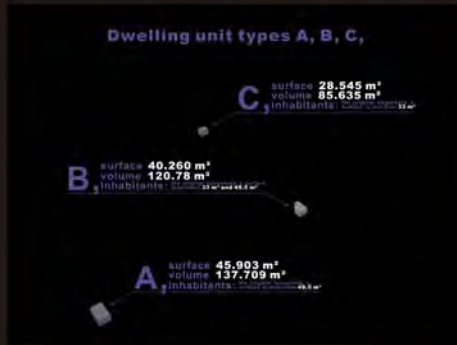 Dwelling unit types A, B, C,
C,
surface 28.545 m²
volume 85.635 m³
inhabitants: 33 m²
B,
surface 40.260 m²
volume 120.78 m³
inhabitants: 33 m² and 49.5 m²
A,
surface 45.903 m²
volume 137.709 m³
inhabitants: 49.5 m²